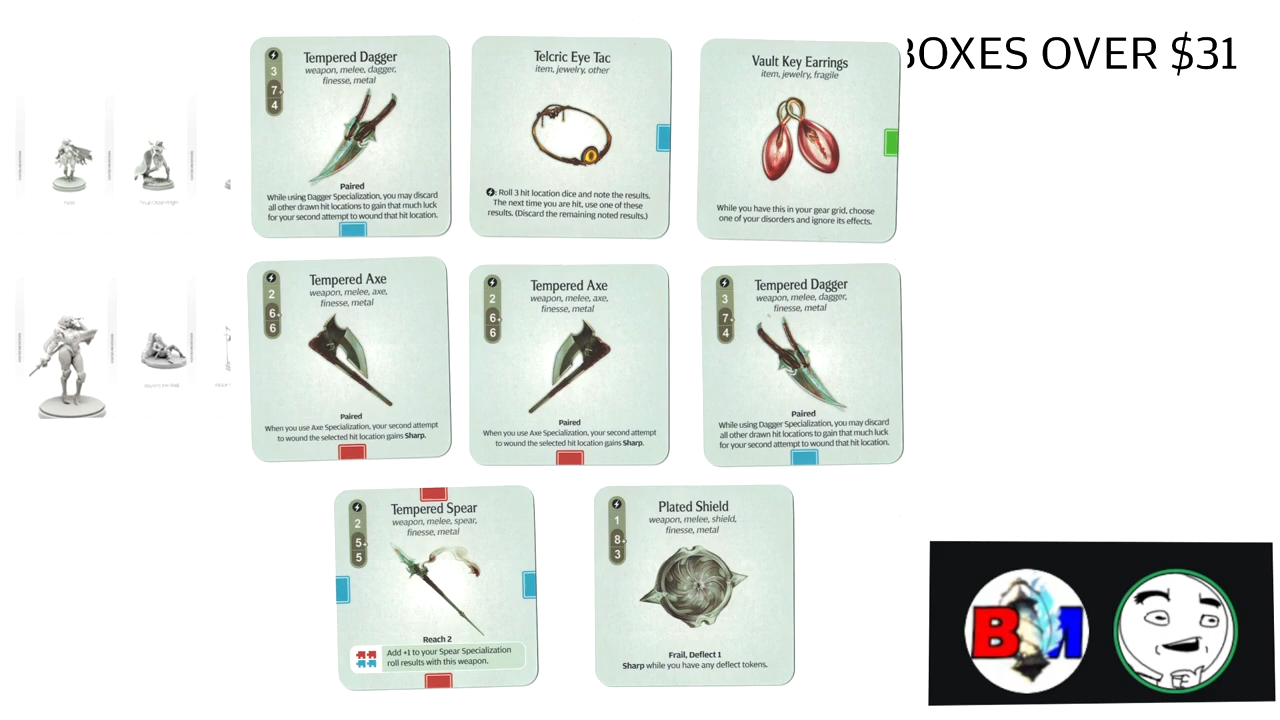 BOXES OVER $31
Tempered Dagger
weapon, melee, dagger,
finesse, metal
3
7+
4
Paired
While using Dagger Specialization, you may discard
all other drawn hit locations to gain that much luck
for your second attempt to wound that hit location.
Telcric Eye Tac
item, jewelry, other
: Roll 3 hit location dice and note the results.
The next time you are hit, use one of these
results. (Discard the remaining noted results.)
Vault Key Earrings
item, jewelry, fragile
While you have this in your gear grid, choose
one of your disorders and ignore its effects.
Tempered Axe
weapon, melee, axe,
finesse, metal
2
6+
6
Paired
When you use Axe Specialization, your second attempt
to wound the selected hit location gains Sharp.
Tempered Axe
weapon, melee, axe,
finesse, metal
2
6+
6
Paired
When you use Axe Specialization, your second attempt
to wound the selected hit location gains Sharp.
Tempered Dagger
weapon, melee, dagger,
finesse, metal
3
7+
4
Paired
While using Dagger Specialization, you may discard
all other drawn hit locations to gain that much luck
for your second attempt to wound that hit location.
Tempered Spear
weapon, melee, spear,
finesse, metal
2
5+
5
Reach 2
Add +1 to your Spear Specialization
roll results with this weapon.
Plated Shield
weapon, melee, shield,
finesse, metal
1
8+
3
Frail, Deflect 1
Sharp while you have any deflect tokens.